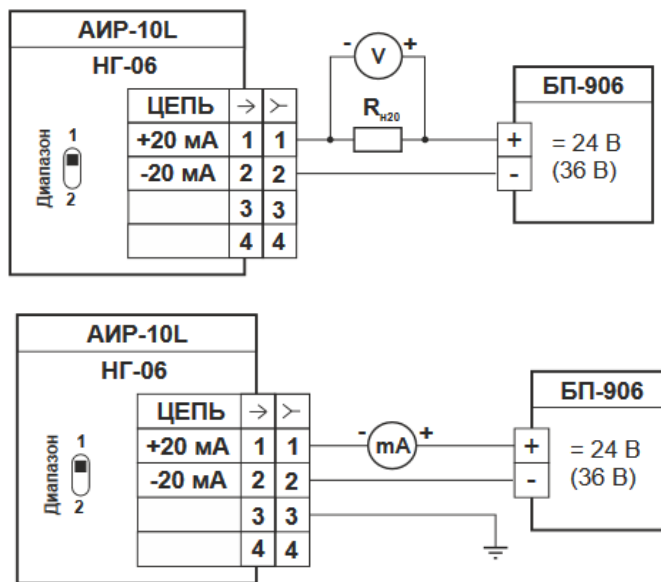 АИР-10L
НГ-06
ЦЕПЬ → ≻
+20 мА 1 1
-20 мА 2 2
3 3
4 4
Диапазон
1
2
- V +
Rн20
БП-906
+ = 24 В
- (36 В)
АИР-10L
НГ-06
ЦЕПЬ → ≻
+20 мА 1 1
-20 мА 2 2
3 3
4 4
Диапазон
1
2
- mA +
БП-906
+ = 24 В
- (36 В)